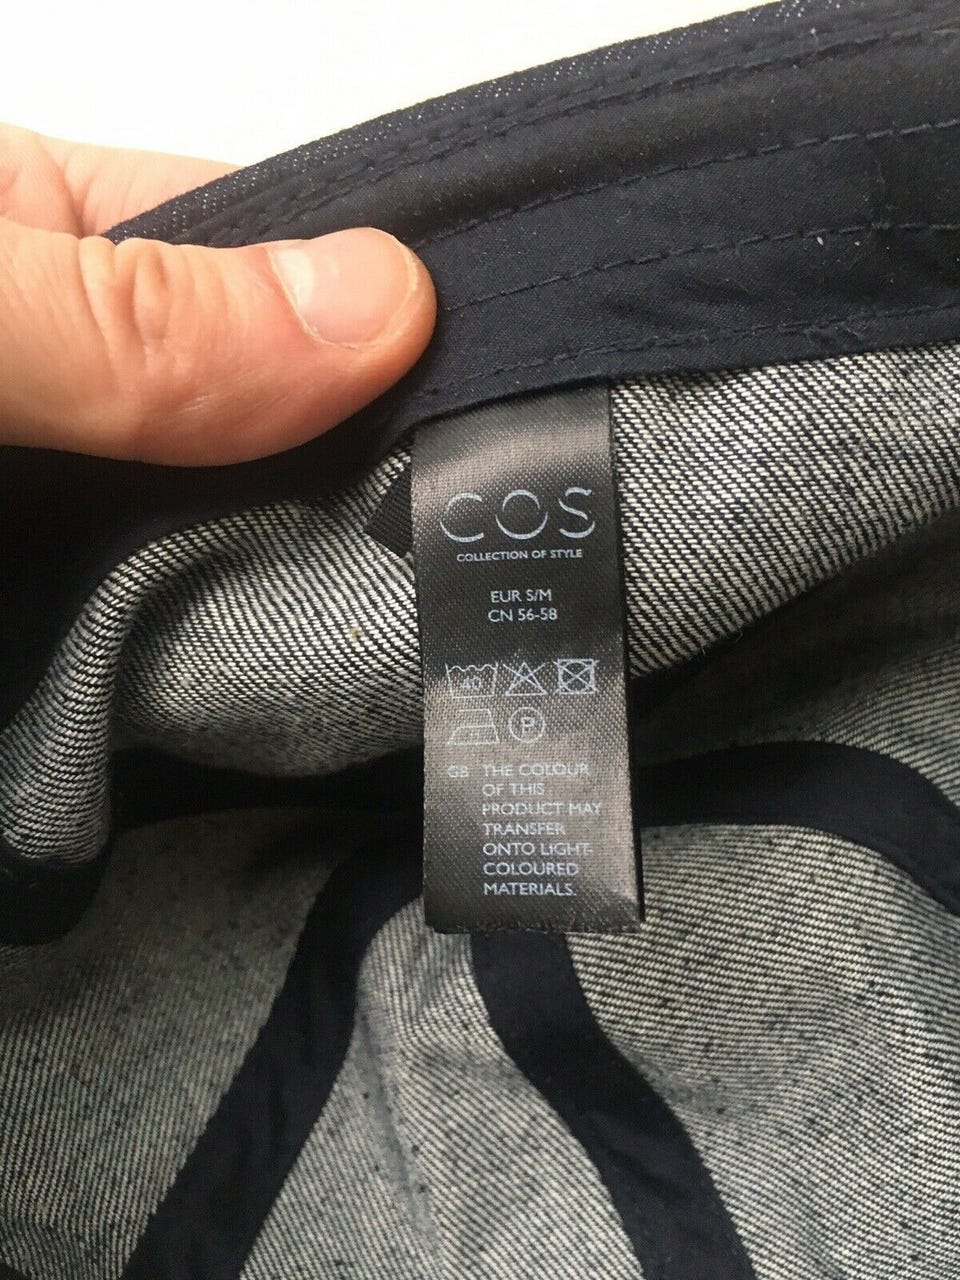 COS
COLLECTION OF STYLE
EUR S/M
CN 56-58
40
P
GB THE COLOUR
OF THIS
PRODUCT MAY
TRANSFER
ONTO LIGHT-
COLOURED
MATERIALS.